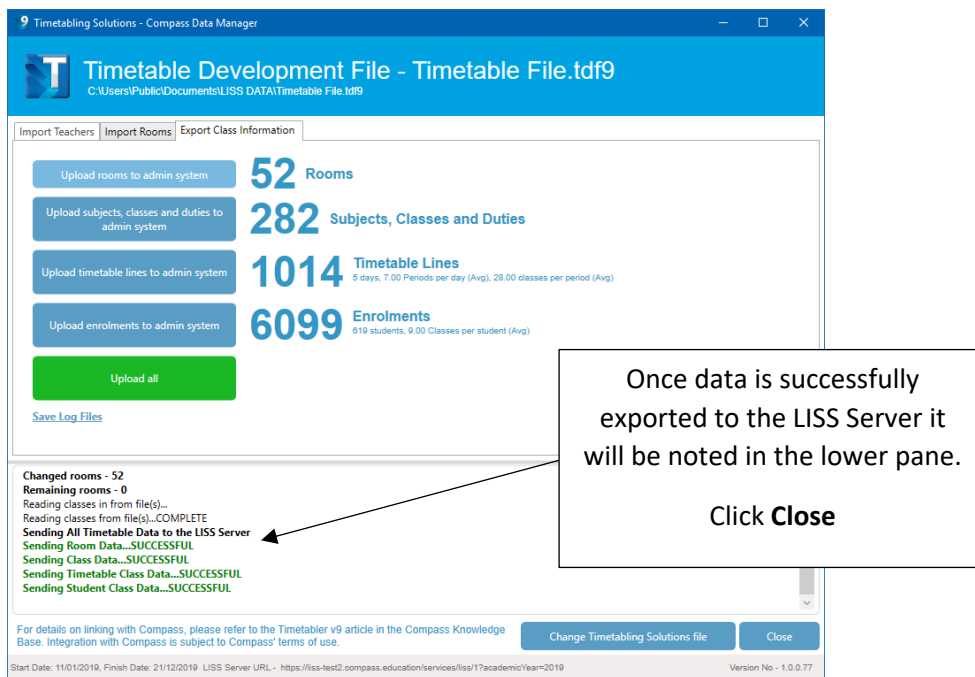 Timetabling Solutions - Compass Data Manager
Timetable Development File - Timetable File.tdf9
C:\Users\Public\Documents\LISS DATA\Timetable File.tdf9
Import Teachers Import Rooms Export Class Information
Upload rooms to admin system
52 Rooms
Upload subjects, classes and duties to
admin system
282 Subjects, Classes and Duties
Upload timetable lines to admin system
1014 Timetable Lines
5 days, 7.00 Periods per day (Avg), 28.00 classes per period (Avg)
Upload enrolments to admin system
6099 Enrolments
619 students, 9.00 Classes per student (Avg)
Upload all
Save Log Files
Once data is successfully
exported to the LISS Server it
will be noted in the lower pane.
Click Close
Changed rooms - 52
Remaining rooms - 0
Reading classes in from file(s)...
Reading classes from file(s)...COMPLETE
Sending All Timetable Data to the LISS Server
Sending Room Data...SUCCESSFUL
Sending Class Data...SUCCESSFUL
Sending Timetable Class Data...SUCCESSFUL
Sending Student Class Data...SUCCESSFUL
For details on linking with Compass, please refer to the Timetabler v9 article in the Compass Knowledge
Base. Integration with Compass is subject to Compass' terms of use.
Change Timetabling Solutions file
Close
Start Date: 11/01/2019, Finish Date: 21/12/2019 LISS Server URL - https://liss-test2.compass.education/services/liss/1?academicYear=2019
Version No - 1.0.0.77